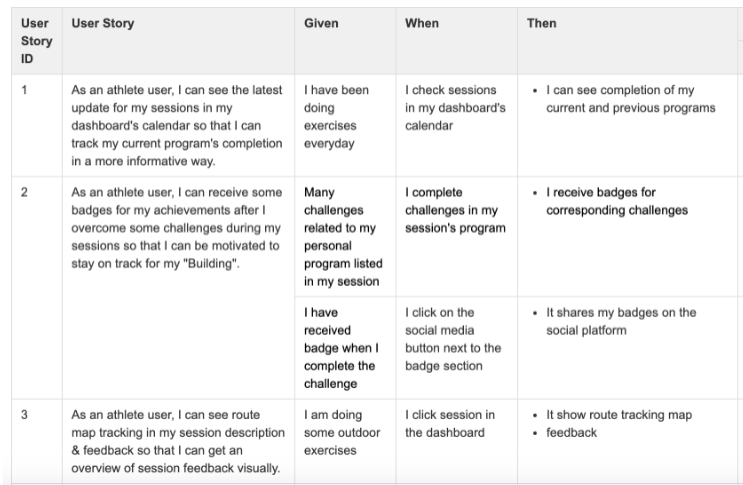 User Story ID
User Story
Given
When
Then
1
As an athlete user, I can see the latest
update for my sessions in my
dashboard's calendar so that I can
track my current program's completion
in a more informative way.
I have been
doing
exercises
everyday
I check sessions
in my dashboard's
calendar
• I can see completion of my
current and previous programs
2
As an athlete user, I can receive some
badges for my achievements after I
overcome some challenges during my
sessions so that I can be motivated to
stay on track for my "Building".
Many
challenges
related to my
personal
program listed
in my session
I complete
challenges in my
session's program
• I receive badges for
corresponding challenges
I have
received
badge when I
complete the
challenge
I click on the
social media
button next to the
badge section
• It shares my badges on the
social platform
3
As an athlete user, I can see route
map tracking in my session description
& feedback so that I can get an
overview of session feedback visually.
I am doing
some outdoor
exercises
I click session in
the dashboard
• It show route tracking map
• feedback